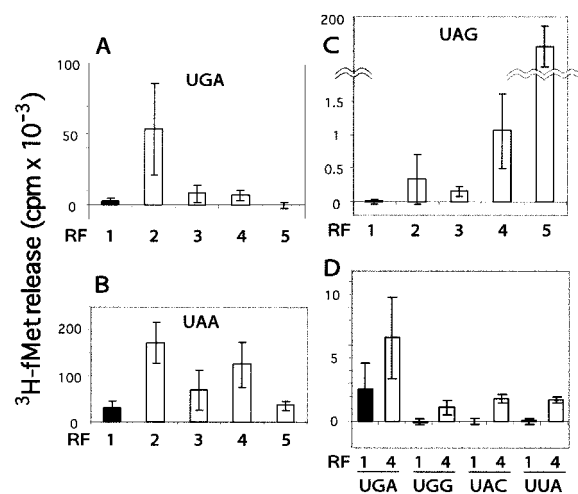 ³H-fMet release (cpm x 10⁻³)
A
UGA
100
50
0
RF 1 2 3 4 5
B
UAA
200
100
0
RF 1 2 3 4 5
C
UAG
200
1.5
1
0.5
0
RF 1 2 3 4 5
D
10
5
0
RF 1 4 1 4 1 4 1 4
UGA UGG UAC UUA